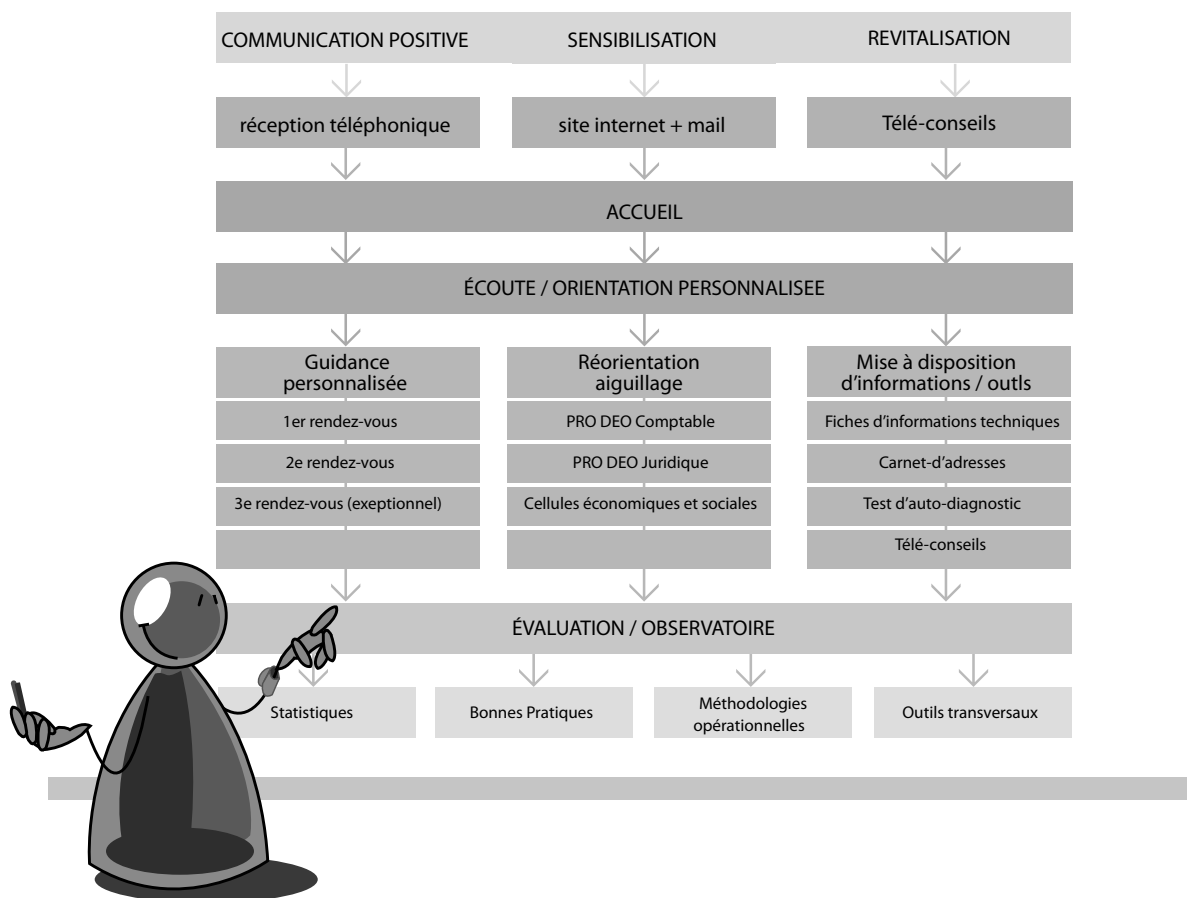 COMMUNICATION POSITIVE
SENSIBILISATION
REVITALISATION
réception téléphonique
site internet + mail
Télé-conseils
ACCUEIL
ÉCOUTE / ORIENTATION PERSONNALISEE
Guidance
personnalisée
1er rendez-vous
2e rendez-vous
3e rendez-vous (exeptionnel)
Réorientation
aiguillage
PRO DEO Comptable
PRO DEO Juridique
Cellules économiques et sociales
Mise à disposition
d'informations / outls
Fiches d'informations techniques
Carnet-d'adresses
Test d'auto-diagnostic
Télé-conseils
ÉVALUATION / OBSERVATOIRE
Statistiques
Bonnes Pratiques
Méthodologies
opérationnelles
Outils transversaux